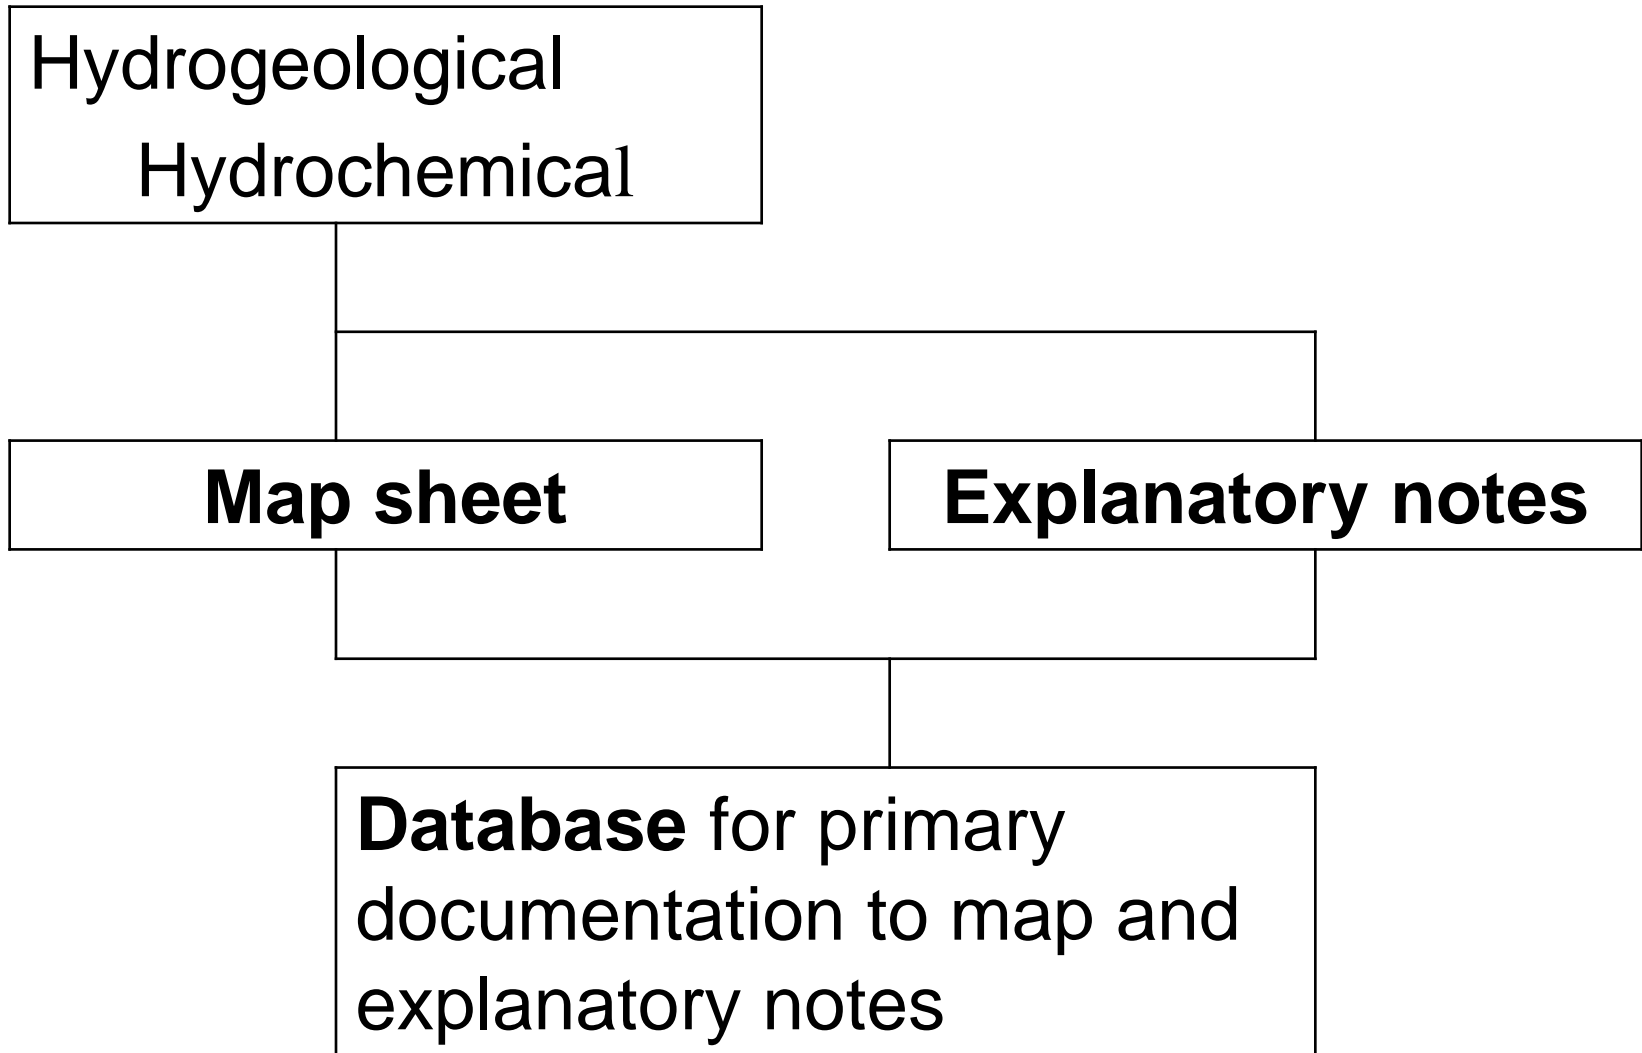 Hydrogeological
Hydrochemical
Map sheet
Explanatory notes
Database for primary
documentation to map and
explanatory notes